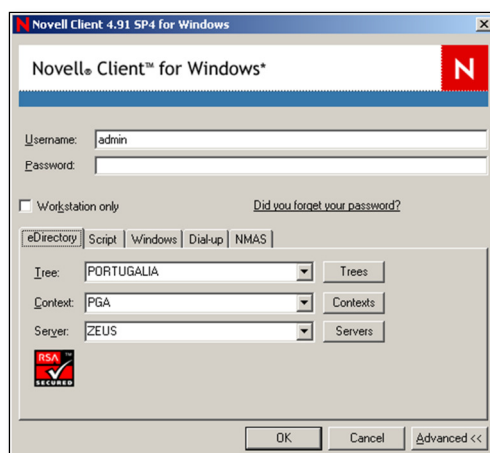 N Novell Client 4.91 SP4 for Windows
Novell® Client™ for Windows*
N
Username: admin
Password:
Workstation only
Did you forget your password?
eDirectory Script Windows Dial-up NMAS
Tree: PORTUGALIA Trees
Context: PGA Contexts
Server: ZEUS Servers
RSA ™
SECURED
OK Cancel Advanced <<